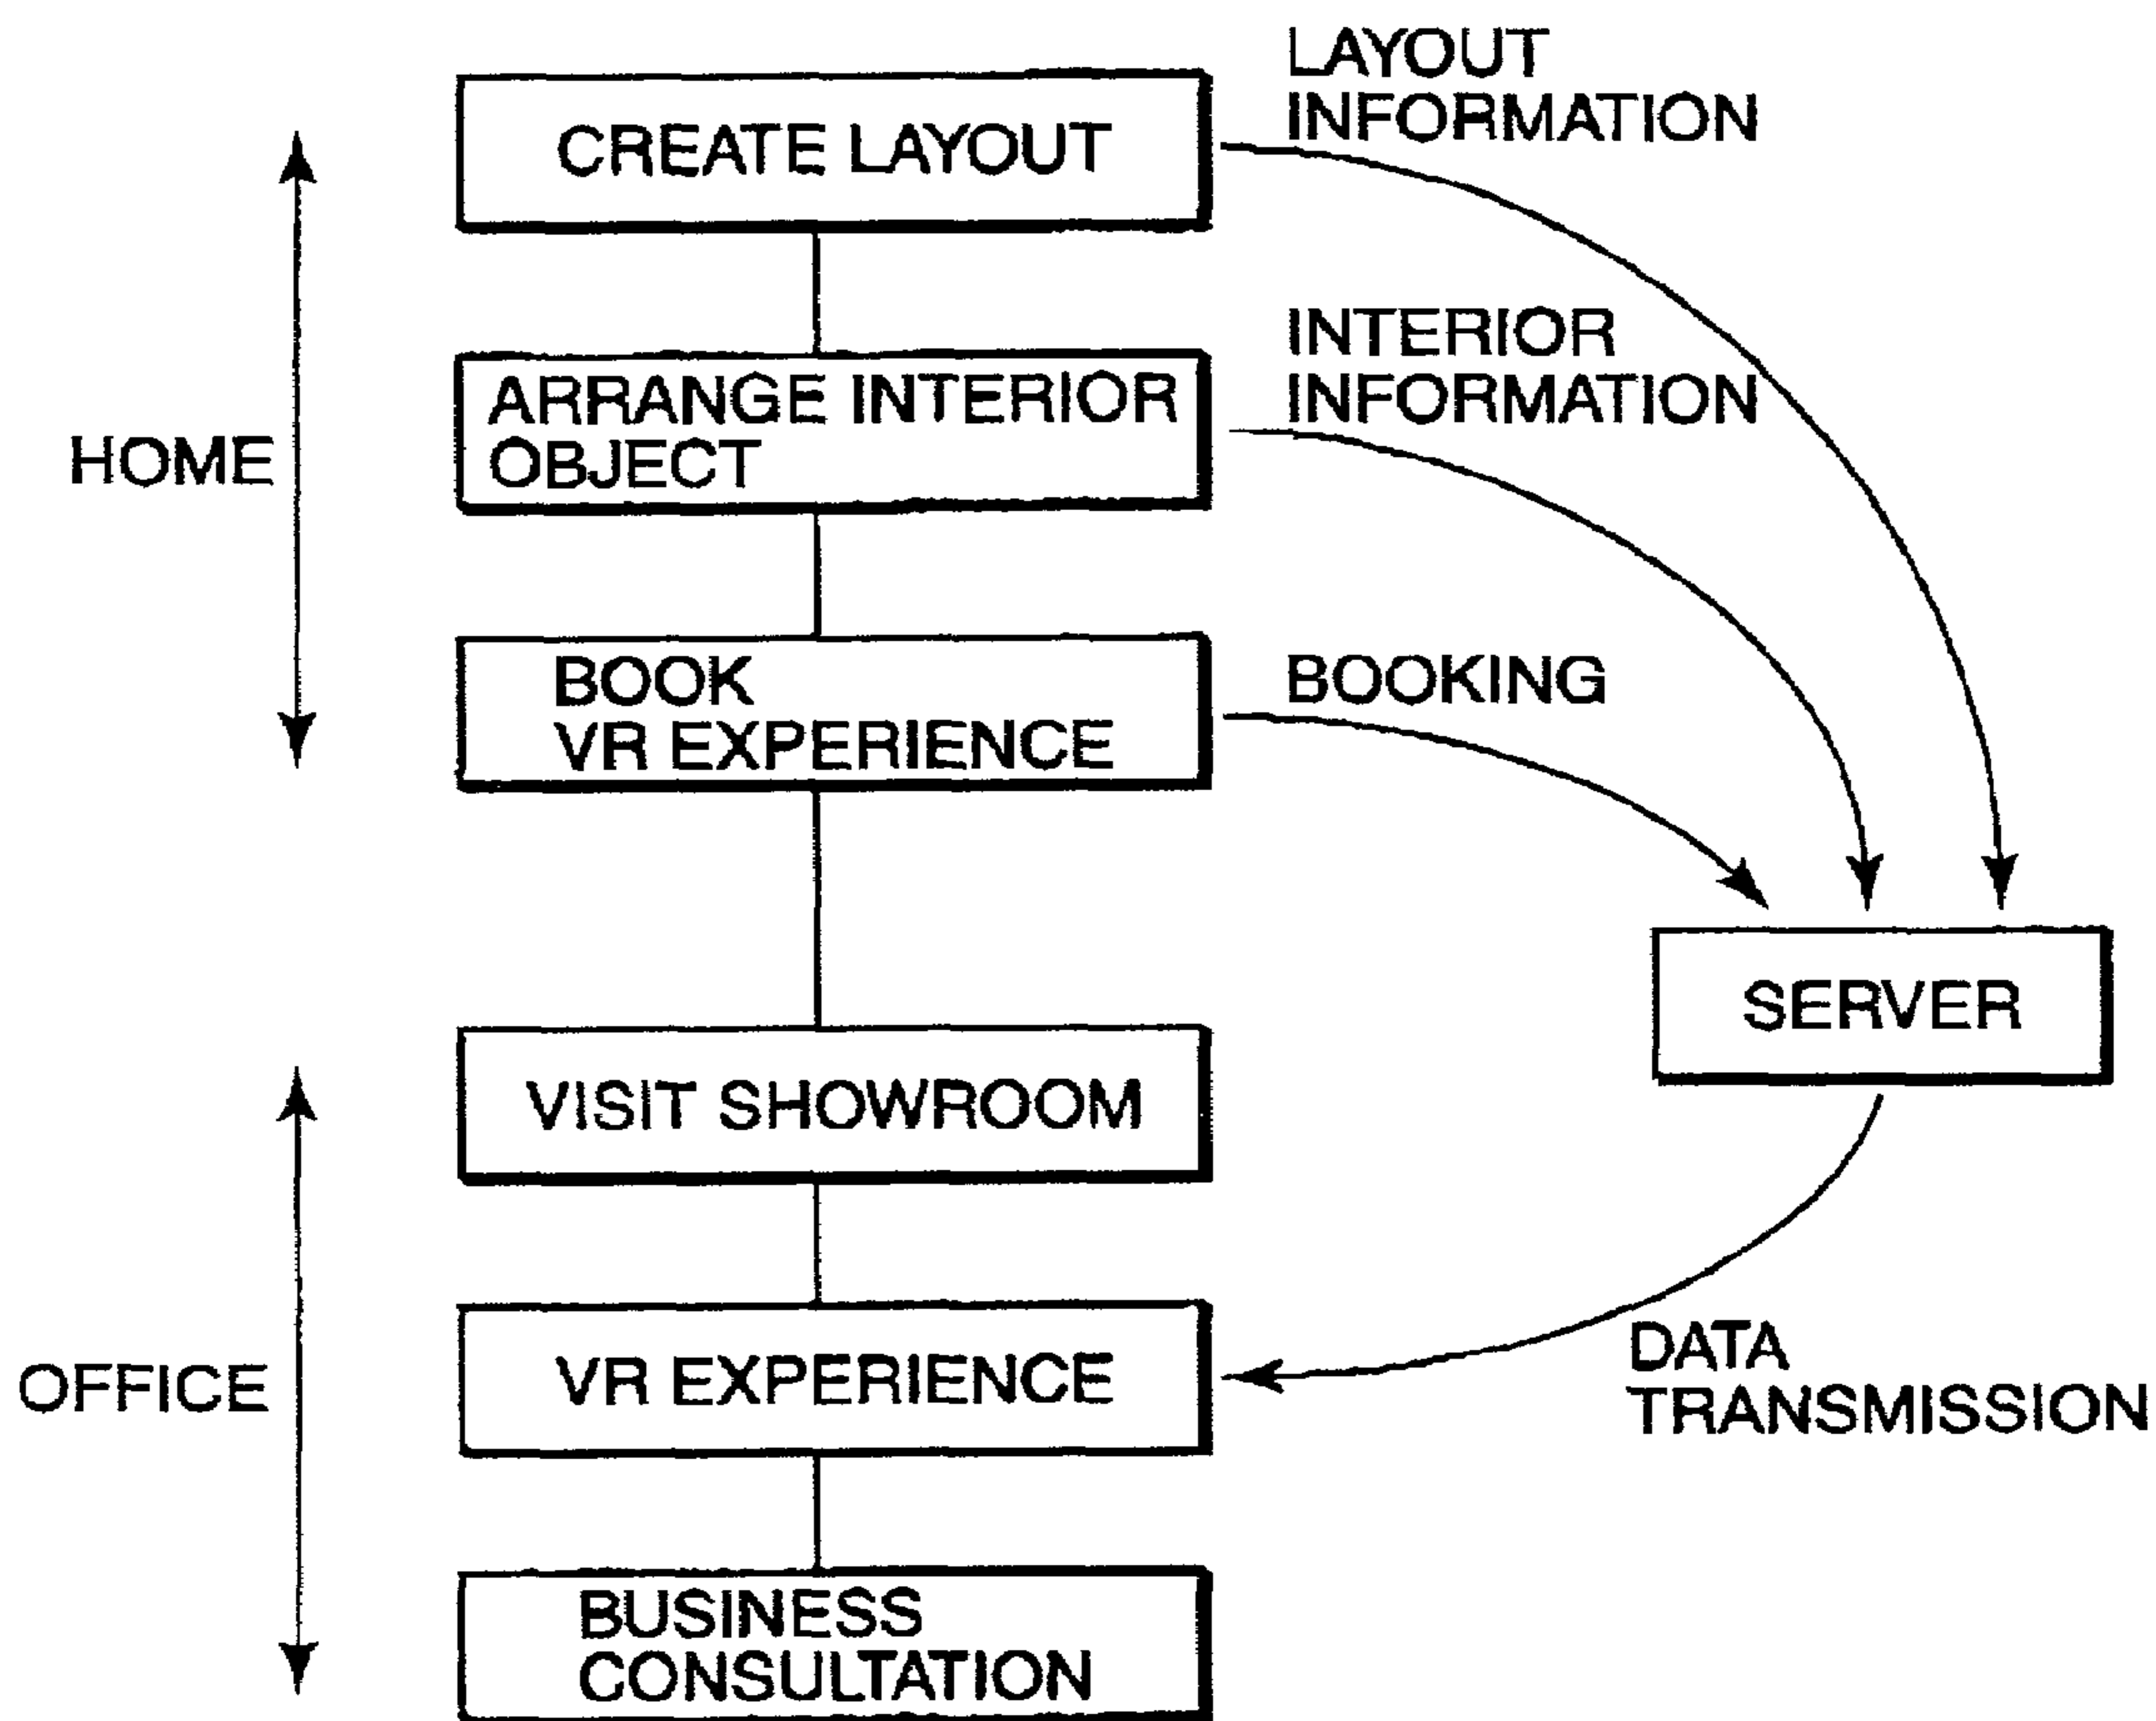 LAYOUT
INFORMATION
CREATE LAYOUT
INTERIOR
INFORMATION
ARRANGE INTERIOR
OBJECT
HOME
BOOKING
BOOK
VR EXPERIENCE
SERVER
VISIT SHOWROOM
DATA
TRANSMISSION
VR EXPERIENCE
OFFICE
BUSINESS
CONSULTATION